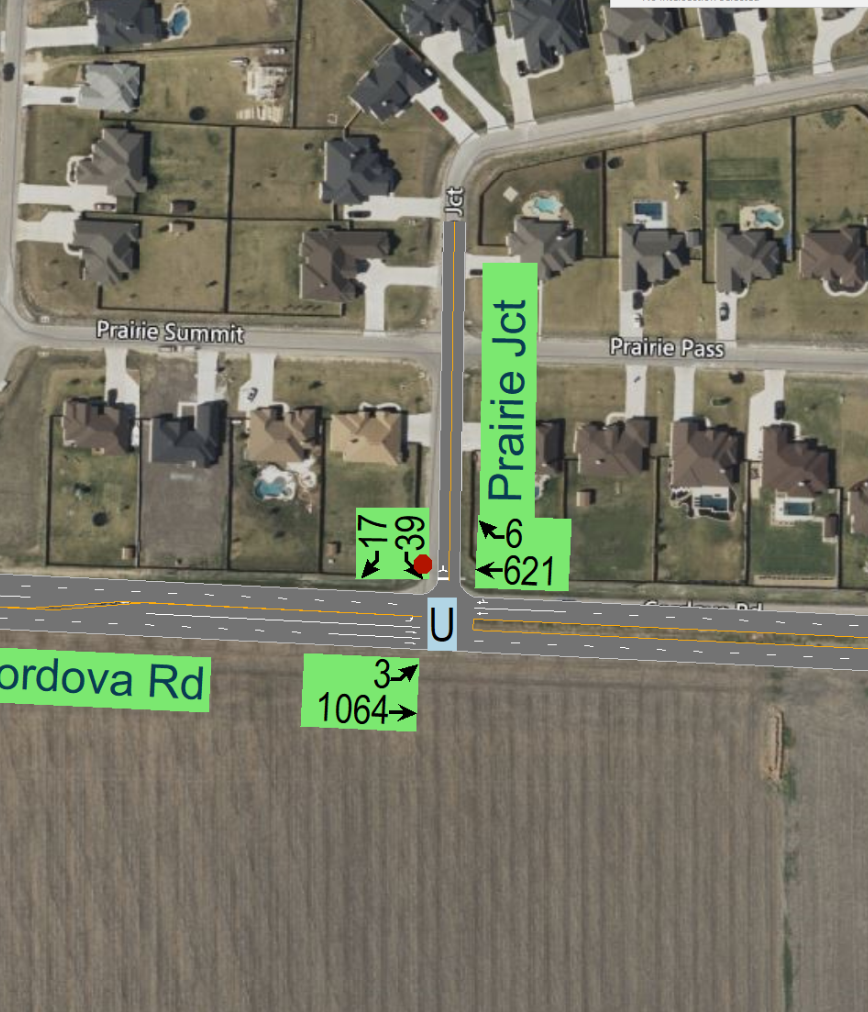 Jct
Prairie Summit
Prairie Pass
Prairie Jct
17
39
6
621
U
ordova Rd
3
1064